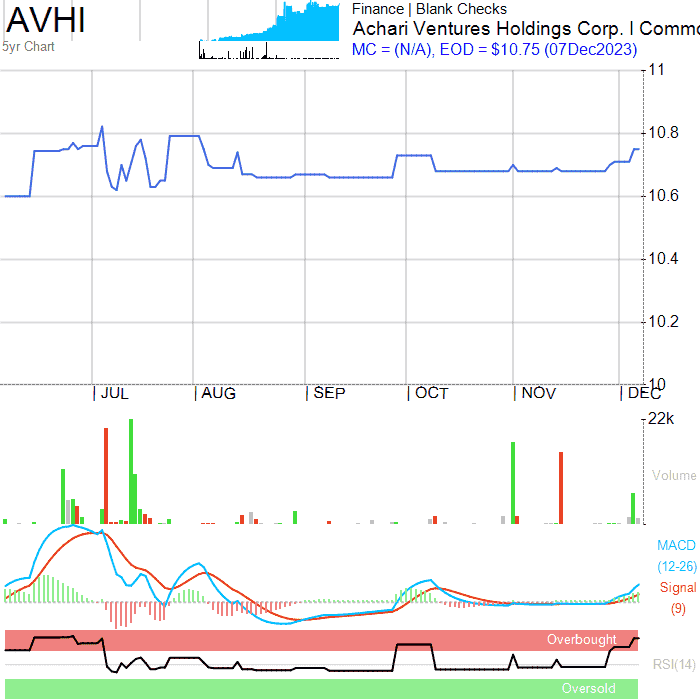 AVHI
5yr Chart
Finance | Blank Checks
Achari Ventures Holdings Corp. I Commo
MC = (N/A), EOD = $10.75 (07Dec2023)
11
10.8
10.6
10.4
10.2
10
JUL AUG SEP OCT NOV DEC
22k
Volume
MACD
(12-26)
Signal
(9)
Overbought
RSI(14)
Oversold